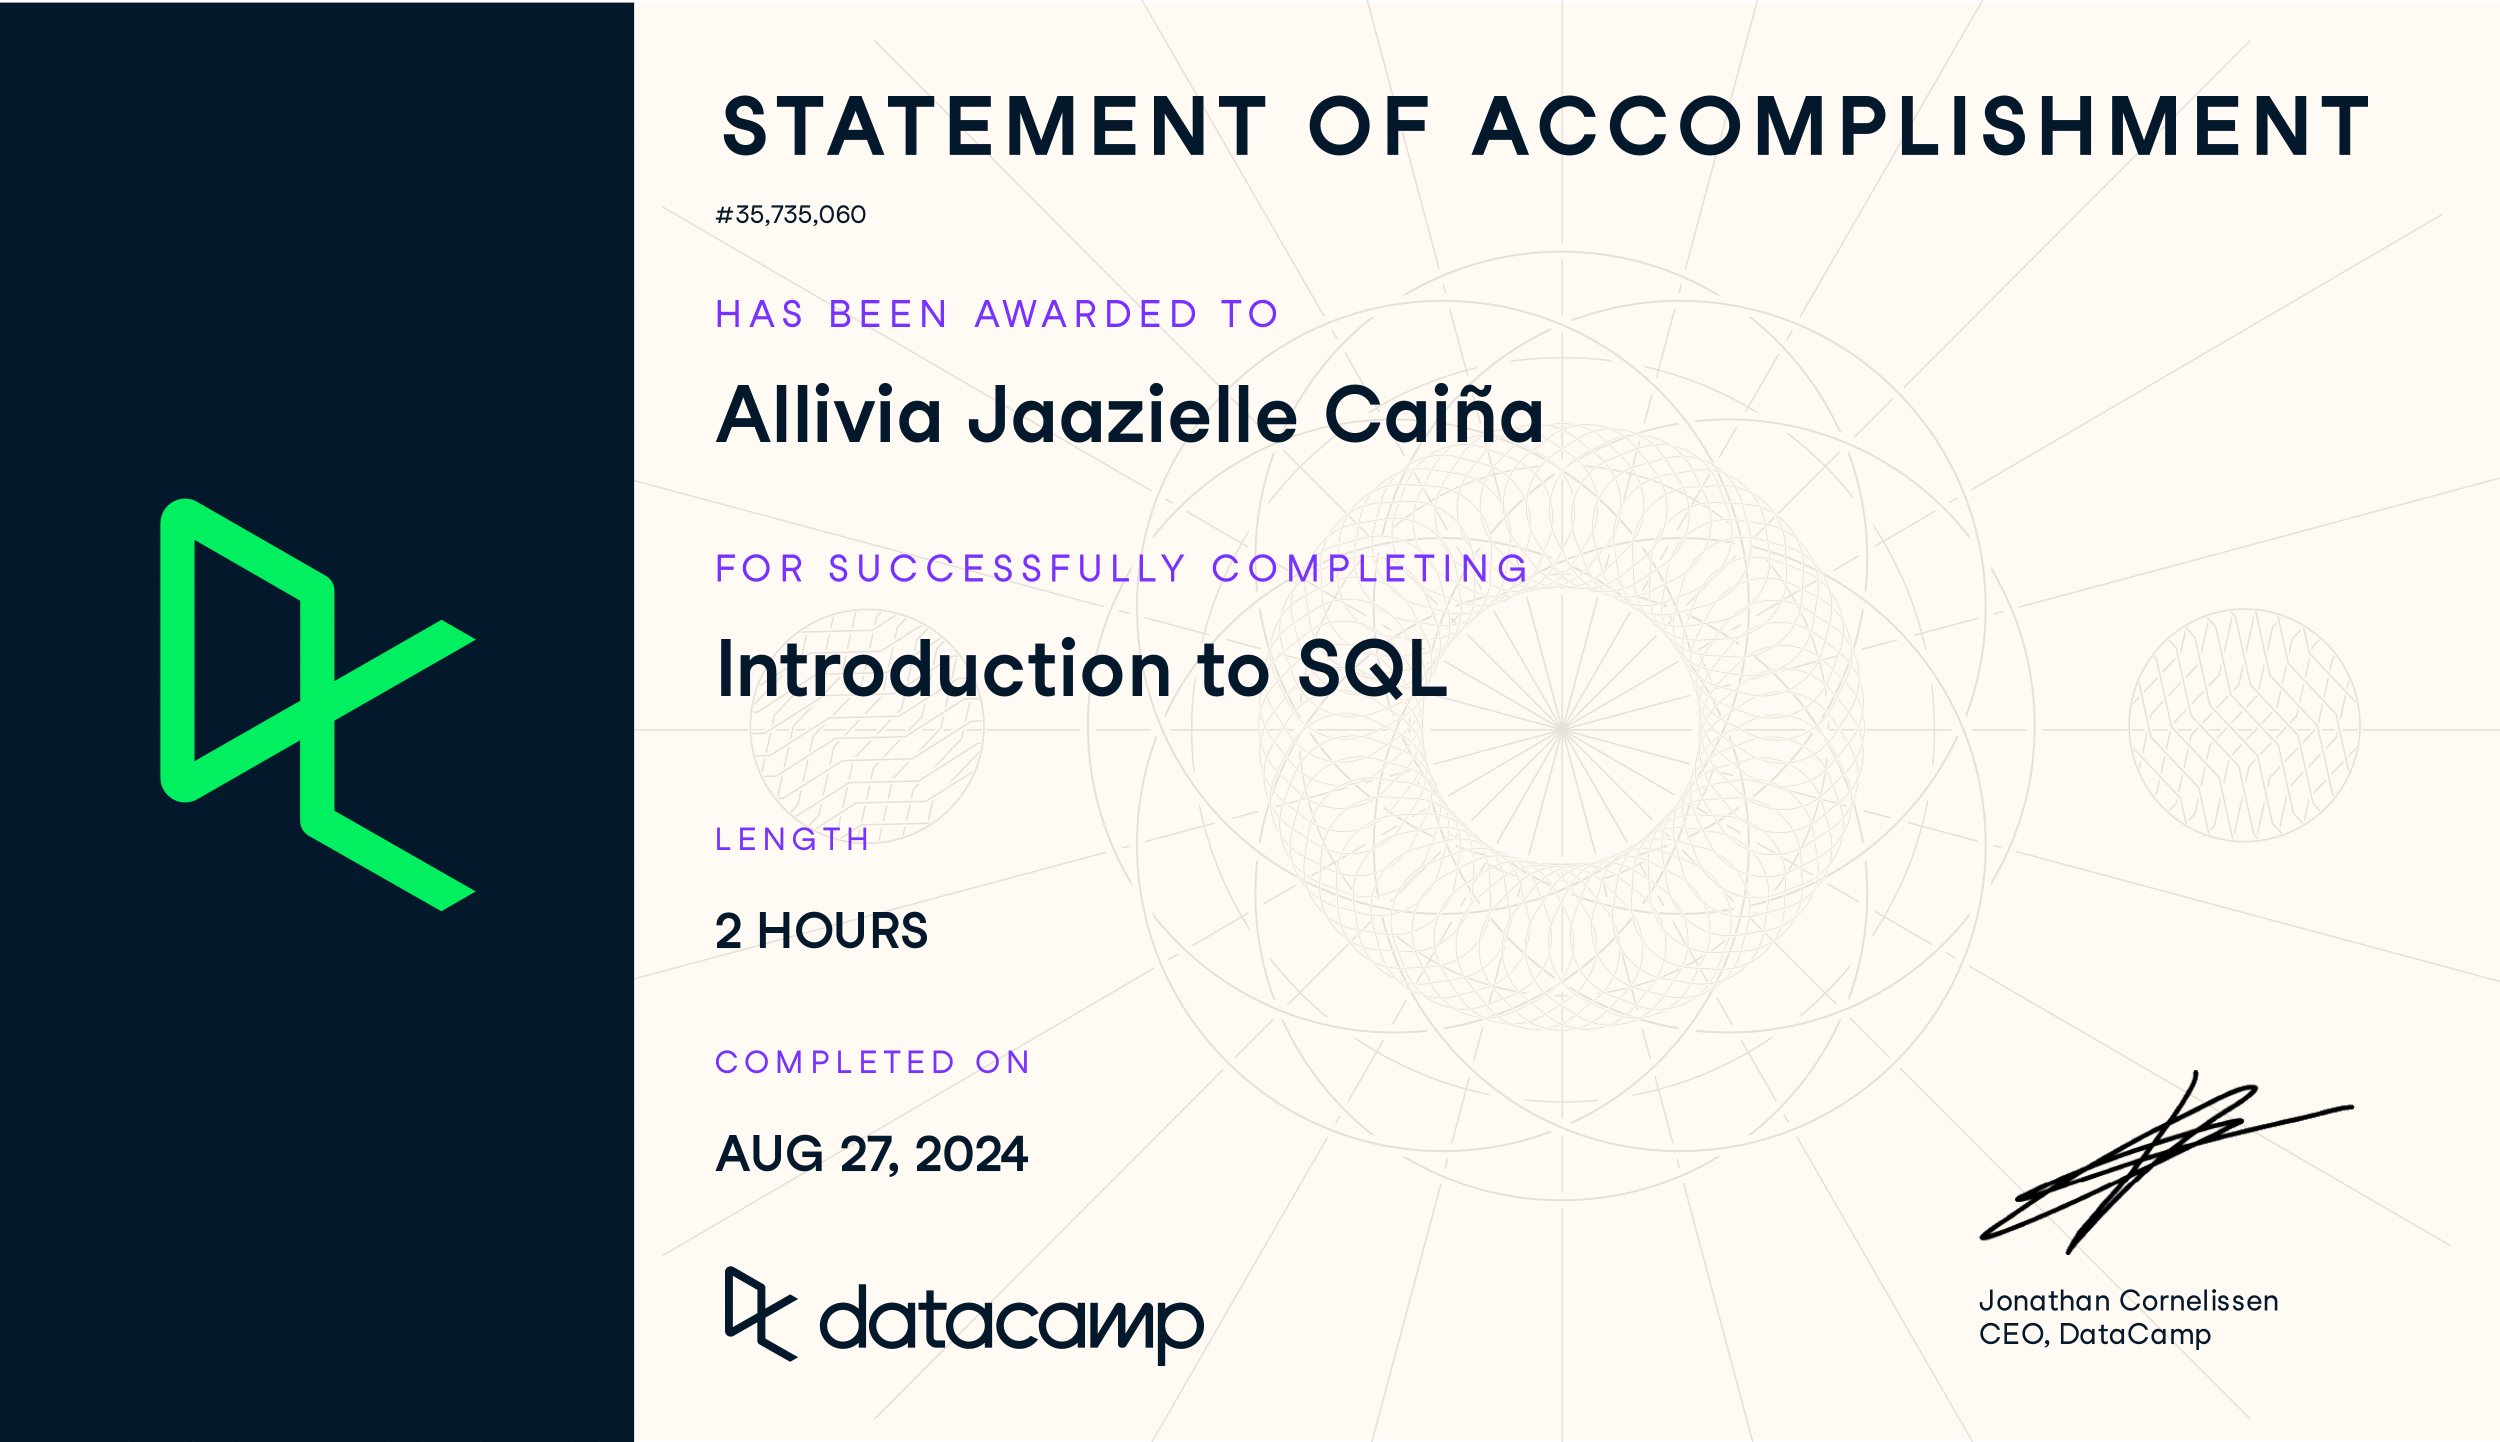 STATEMENT OF ACCOMPLISHMENT
#35,735,060
HAS BEEN AWARDED TO
Allivia Jaazielle Caiña
FOR SUCCESSFULLY COMPLETING
Introduction to SQL
LENGTH
2 HOURS
COMPLETED ON
AUG 27, 2024
datacamp
Jonathan Cornelissen
CEO, DataCamp